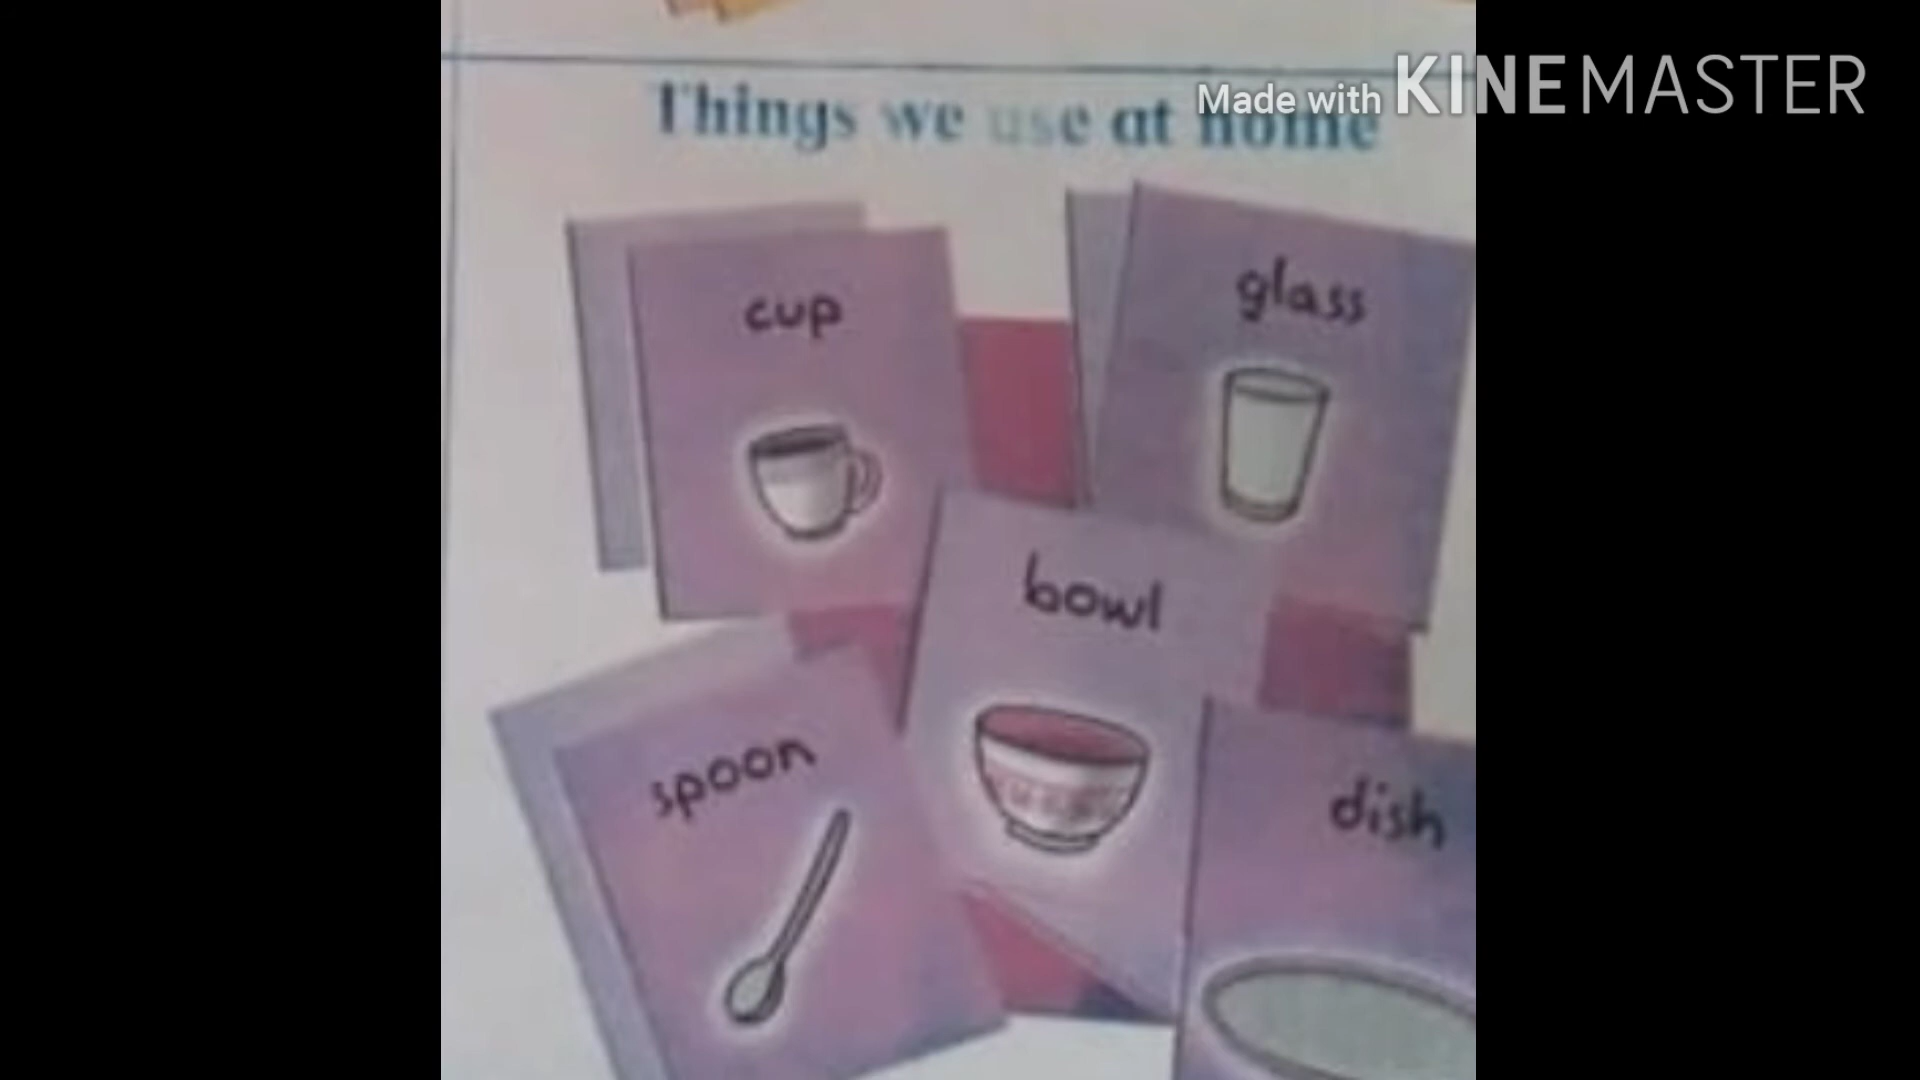 Things we use at home
Made with KINEMASTER
cup
glass
bowl
spoon
dish